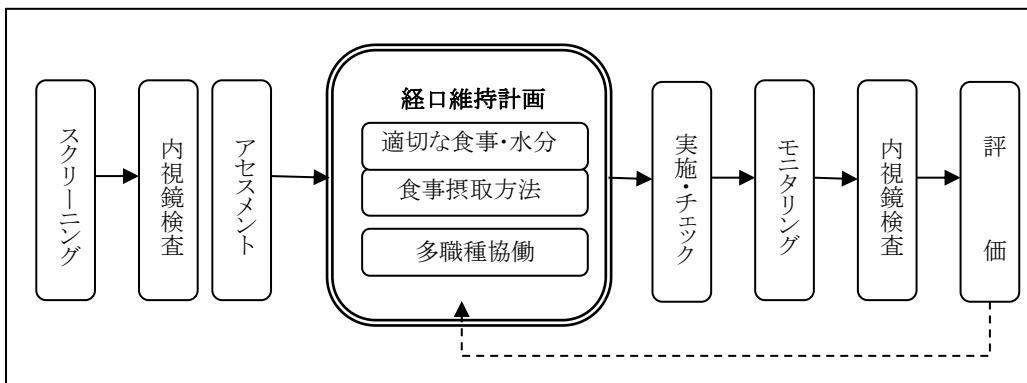 スクリーニング
内視鏡検査
アセスメント
経口維持計画
適切な食事・水分
食事摂取方法
多職種協働
実施・チェック
モニタリング
内視鏡検査
評価